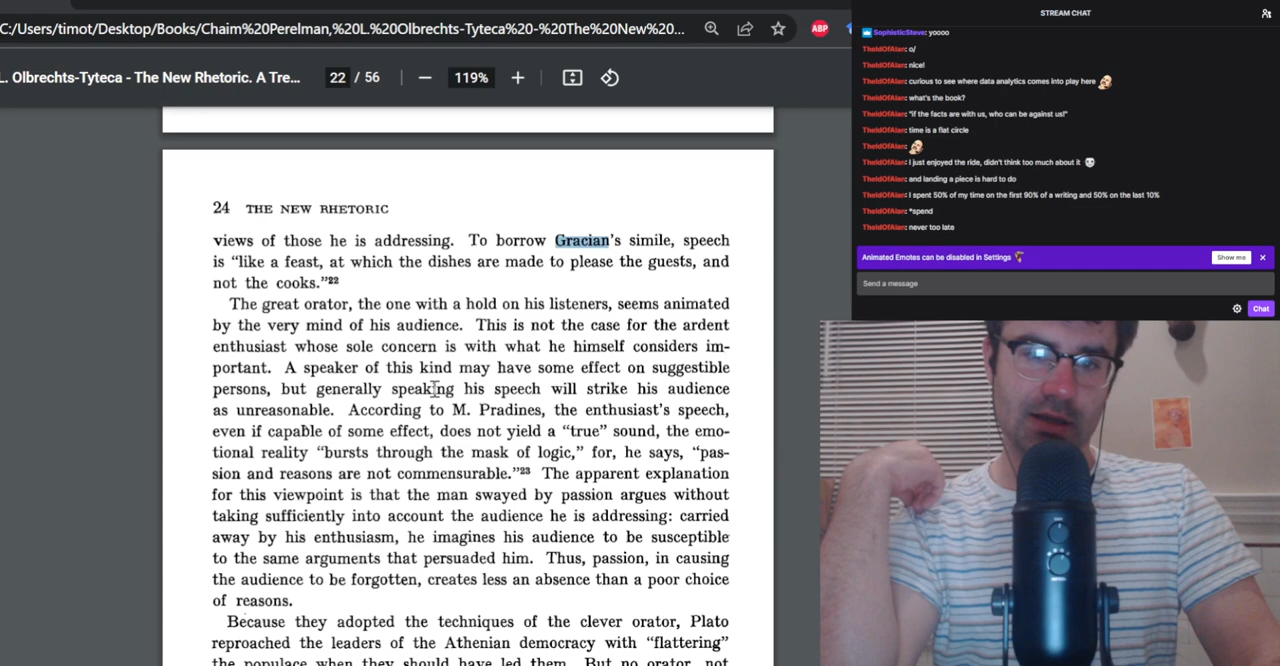 C:/Users/timot/Desktop/Books/Chaim%20Perelman,%20L.%20Olbrechts-Tyteca%20-%20The%20New%20...
ABP
L. Olbrechts-Tyteca - The New Rhetoric. A Tre...
22 / 56
119%
24 THE NEW RHETORIC
views of those he is addressing. To borrow Gracian's simile, speech
is "like a feast, at which the dishes are made to please the guests, and
not the cooks."22
The great orator, the one with a hold on his listeners, seems animated
by the very mind of his audience. This is not the case for the ardent
enthusiast whose sole concern is with what he himself considers im-
portant. A speaker of this kind may have some effect on suggestible
persons, but generally speaking his speech will strike his audience
as unreasonable. According to M. Pradines, the enthusiast's speech,
even if capable of some effect, does not yield a "true" sound, the emo-
tional reality "bursts through the mask of logic," for, he says, "pas-
sion and reasons are not commensurable."23 The apparent explanation
for this viewpoint is that the man swayed by passion argues without
taking sufficiently into account the audience he is addressing: carried
away by his enthusiasm, he imagines his audience to be susceptible
to the same arguments that persuaded him. Thus, passion, in causing
the audience to be forgotten, creates less an absence than a poor choice
of reasons.
Because they adopted the techniques of the clever orator, Plato
reproached the leaders of the Athenian democracy with "flattering"
the populace when they should have led them. But no orator, not
STREAM CHAT
SophisticSteve: yoooo
TheIdOfAlan: o/
TheIdOfAlan: nice!
TheIdOfAlan: curious to see where data analytics comes into play here
TheIdOfAlan: what's the book?
TheIdOfAlan: "if the facts are with us, who can be against us!"
TheIdOfAlan: time is a flat circle
TheIdOfAlan:
TheIdOfAlan: I just enjoyed the ride, didn't think too much about it
TheIdOfAlan: and landing a piece is hard to do
TheIdOfAlan: I spent 50% of my time on the first 90% of a writing and 50% on the last 10%
TheIdOfAlan: *spend
TheIdOfAlan: never too late
Animated Emotes can be disabled in Settings
Show me
Send a message
Chat